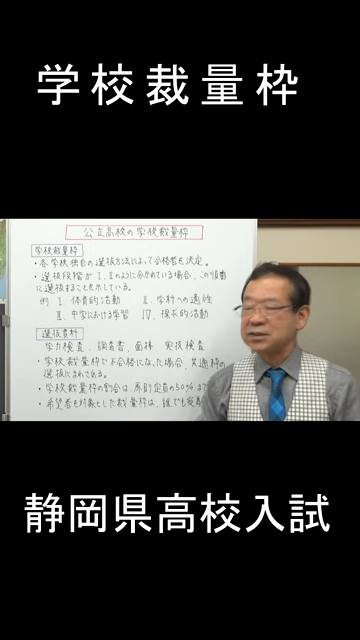 学校裁量枠
公立高校の学校裁量枠
学校裁量枠
・各学校独自の選抜方法によって合格者を決定。
・選抜段階がⅠ、Ⅱのように分かれている場合、この順番
に選抜することを示している。
例 Ⅰ. 体育的活動 Ⅱ. 学科への適性
Ⅲ. 中学における学習 Ⅳ. 探求的活動
選抜資料
学力検査、調査書、面接、実技検査
・学校裁量枠で不合格になった場合、共通枠の
選抜にまわされる。
・学校裁量枠の割合は、原則定員の50%まで
・希望者を対象とした裁量枠は、誰でも受
静岡県高校入試